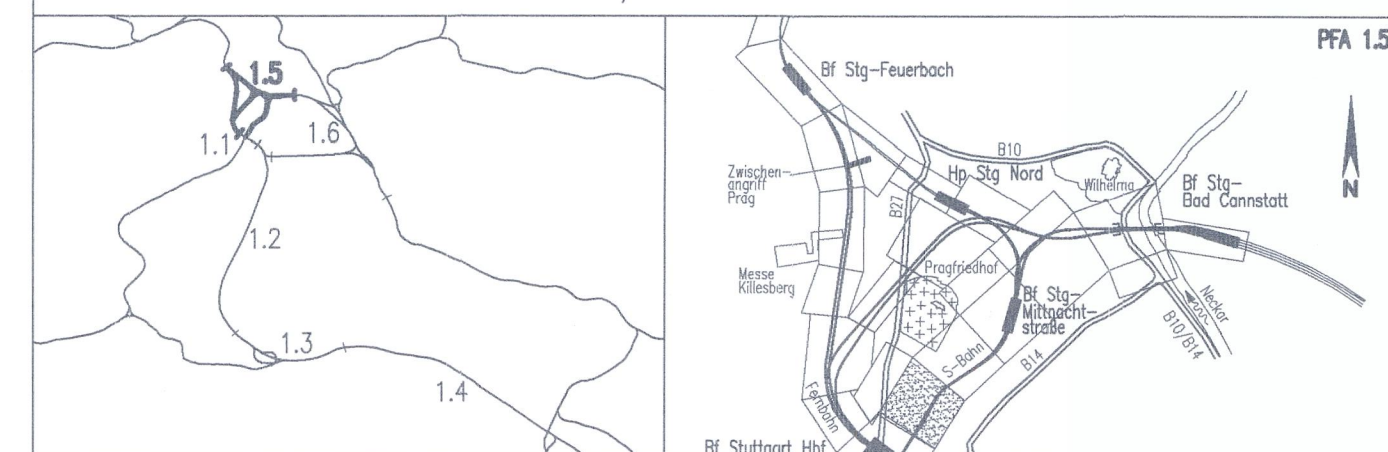 1.5
1.1
1.6
1.2
1.3
1.4
PFA 1.5
Bf Stg-Feuerbach
N
Zwischen-
angriff
Prag
B10
Hp Stg Nord
Wilhelma
Bf Stg-
Bad Cannstatt
B27
Messe
Killesberg
Pragfriedhof
Bf Stg-
Mittnacht-
straße
Neckar
B10/B14
S-Bahn
B14
Fernbahn
Bf Stuttgart Hbf